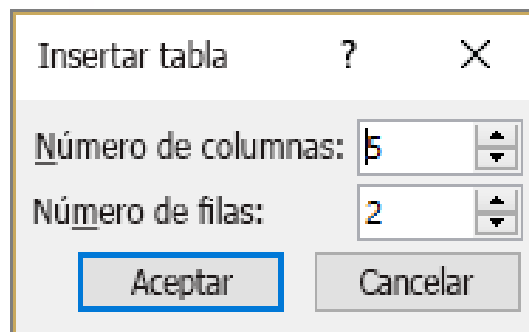 Insertar tabla ?
Número de columnas: 5
Número de filas: 2
Aceptar Cancelar